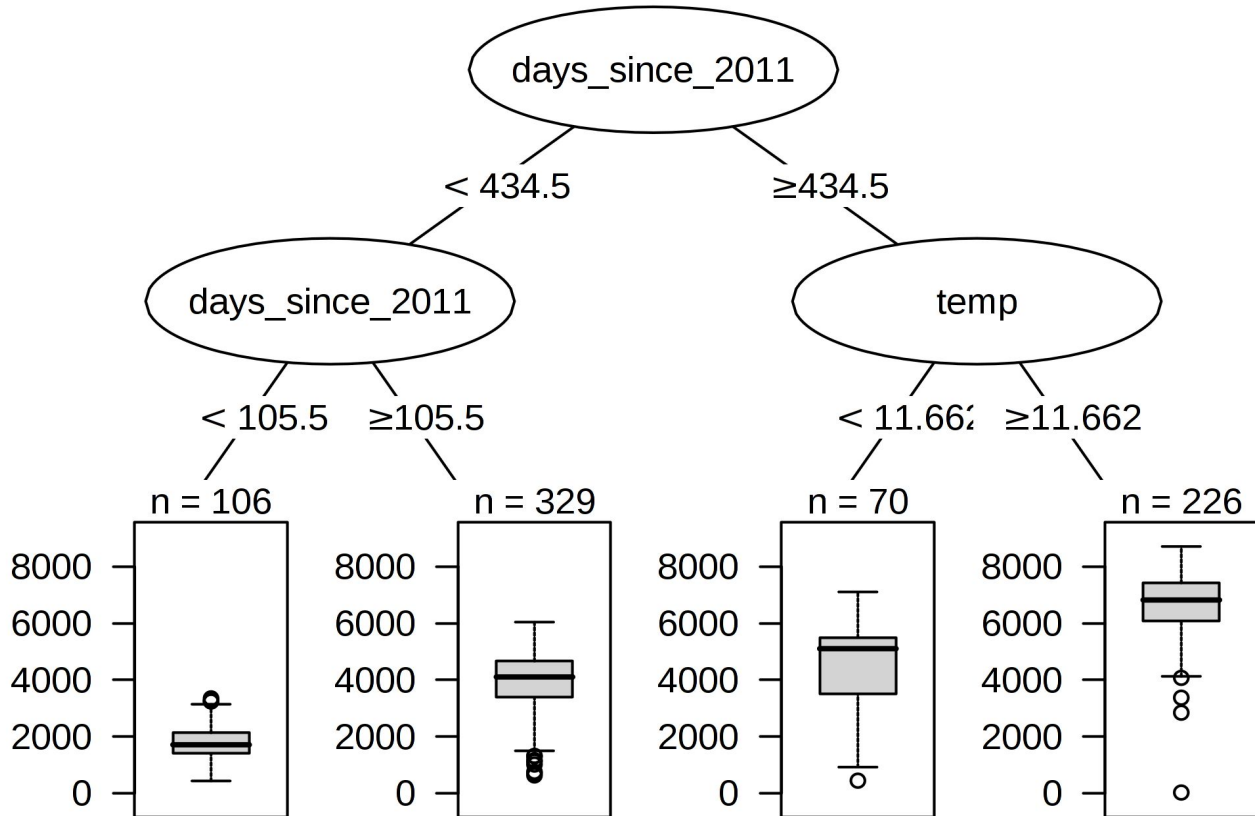 days_since_2011
< 434.5 ≥434.5
days_since_2011 temp
< 105.5 ≥105.5 < 11.662 ≥11.662
n = 106 n = 329 n = 70 n = 226
8000 8000 8000 8000
6000 6000 6000 6000
4000 4000 4000 4000
2000 2000 2000 2000
0 0 0 0